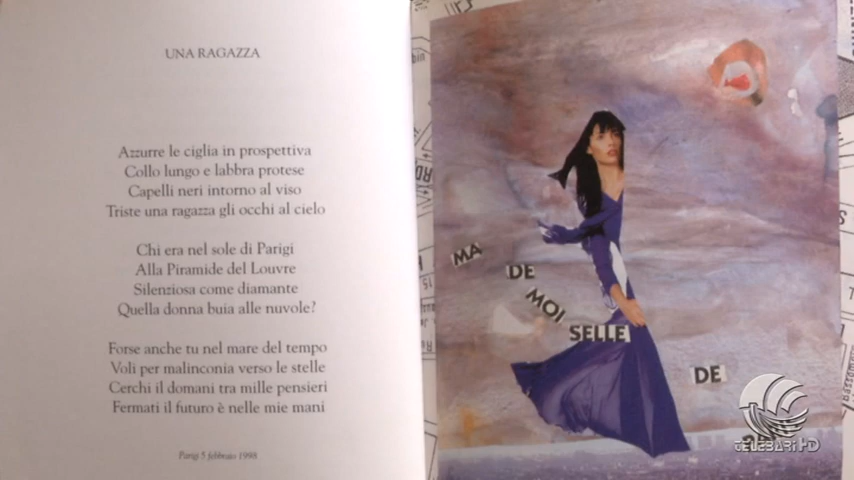 UNA RAGAZZA
Azzurre le ciglia in prospettiva
Collo lungo e labbra protese
Capelli neri intorno al viso
Triste una ragazza gli occhi al cielo
Chi era nel sole di Parigi
Alla Piramide del Louvre
Silenziosa come diamante
Quella donna buia alle nuvole?
Forse anche tu nel mare del tempo
Voli per malinconia verso le stelle
Cerchi il domani tra mille pensieri
Fermati il futuro è nelle mie mani
Parigi 5 febbraio 1998
MA
DE
MOI
SELLE
DE
TELEBARI HD